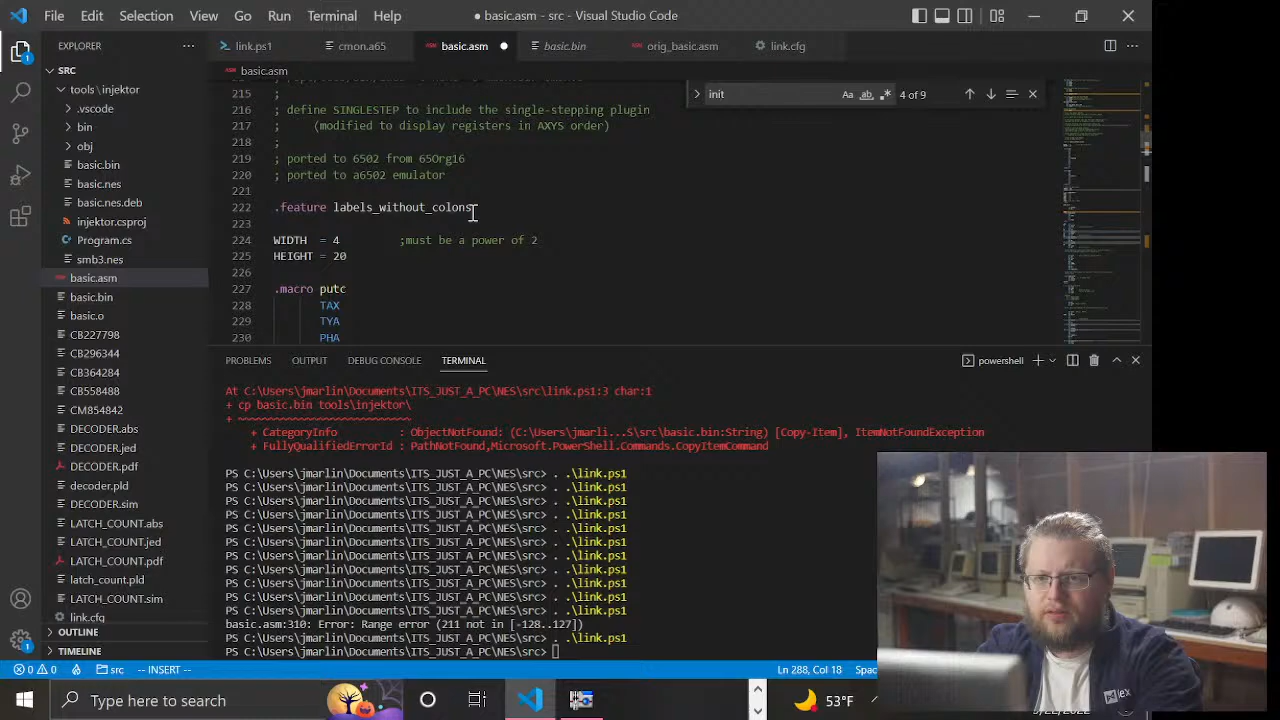 File Edit Selection View Go Run Terminal Help
● basic.asm - src - Visual Studio Code
EXPLORER
link.ps1 cmon.a65 basic.asm basic.bin orig_basic.asm link.cfg
basic.asm
init Aa ab 4 of 9
SRC
tools \injektor
.vscode
bin
obj
basic.bin
basic.nes
basic.nes.deb
injektor.csproj
Program.cs
smb3.nes
basic.asm
basic.bin
basic.o
CB227798
CB296344
CB364284
CB558488
CM854842
DECODER.abs
DECODER.jed
DECODER.pdf
decoder.pld
DECODER.sim
LATCH_COUNT.abs
LATCH_COUNT.jed
LATCH_COUNT.pdf
latch_count.pld
LATCH_COUNT.sim
link.cfg
OUTLINE
TIMELINE
215 ;
216 ; define SINGLESTEP to include the single-stepping plugin
217 ; (modified to display registers in AXYS order)
218 ;
219 ; ported to 6502 from 65Org16
220 ; ported to a6502 emulator
221
222 .feature labels_without_colons
223
224 WIDTH = 4 ;must be a power of 2
225 HEIGHT = 20
226
227 .macro putc
228 TAX
229 TYA
230 PHA
PROBLEMS OUTPUT DEBUG CONSOLE TERMINAL powershell
At C:\Users\jmarlin\Documents\ITS_JUST_A_PC\NES\src\link.ps1:3 char:1
+ cp basic.bin tools\injektor\
+ ~~~~~~~~~~~~~~~~~~~~~~~~~~~~
+ CategoryInfo : ObjectNotFound: (C:\Users\jmarli...S\src\basic.bin:String) [Copy-Item], ItemNotFoundException
+ FullyQualifiedErrorId : PathNotFound,Microsoft.PowerShell.Commands.CopyItemCommand
PS C:\Users\jmarlin\Documents\ITS_JUST_A_PC\NES\src> . .\link.ps1
PS C:\Users\jmarlin\Documents\ITS_JUST_A_PC\NES\src> . .\link.ps1
PS C:\Users\jmarlin\Documents\ITS_JUST_A_PC\NES\src> . .\link.ps1
PS C:\Users\jmarlin\Documents\ITS_JUST_A_PC\NES\src> . .\link.ps1
PS C:\Users\jmarlin\Documents\ITS_JUST_A_PC\NES\src> . .\link.ps1
PS C:\Users\jmarlin\Documents\ITS_JUST_A_PC\NES\src> . .\link.ps1
PS C:\Users\jmarlin\Documents\ITS_JUST_A_PC\NES\src> . .\link.ps1
PS C:\Users\jmarlin\Documents\ITS_JUST_A_PC\NES\src> . .\link.ps1
PS C:\Users\jmarlin\Documents\ITS_JUST_A_PC\NES\src> . .\link.ps1
PS C:\Users\jmarlin\Documents\ITS_JUST_A_PC\NES\src> . .\link.ps1
PS C:\Users\jmarlin\Documents\ITS_JUST_A_PC\NES\src> . .\link.ps1
basic.asm:310: Error: Range error (211 not in [-128..127])
PS C:\Users\jmarlin\Documents\ITS_JUST_A_PC\NES\src> . .\link.ps1
PS C:\Users\jmarlin\Documents\ITS_JUST_A_PC\NES\src>
0 0 src -- INSERT -- Ln 288, Col 18
Type here to search
53°F